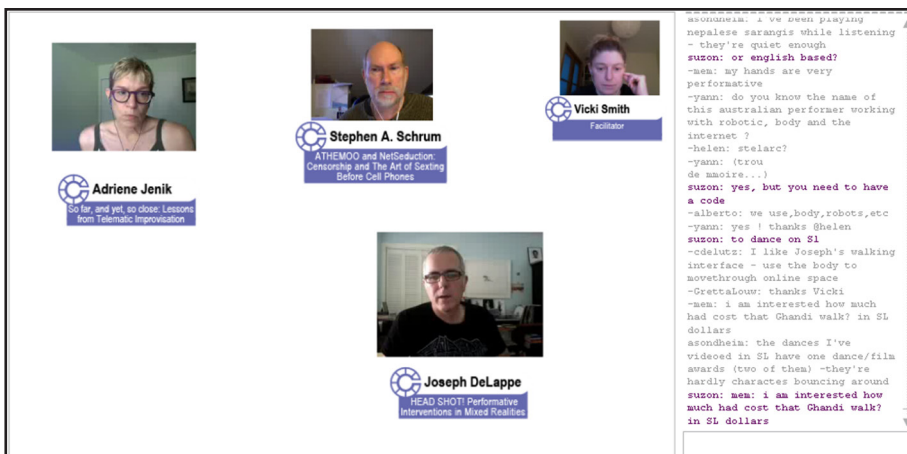 Adriene Jenik
So far, and yet, so close: Lessons
from Telematic Improvisation
Stephen A. Schrum
ATHEMOO and NetSeduction:
Censorship and The Art of Sexting
Before Cell Phones
Vicki Smith
Facilitator
Joseph DeLappe
HEAD SHOT! Performative
Interventions in Mixed Realities
asondheim: i've been playing
nepalese sarangis while listening
- they're quiet enough
suzon: or english based?
-mem: my hands are very
performative
-yann: do you know the name of
this australian performer working
with robotic, body and the
internet ?
-helen: stelarc?
-yann: (trou
de mmoire...)
suzon: yes, but you need to have
a code
-alberto: we use,body,robots,etc
-yann: yes ! thanks @helen
suzon: to dance on Sl
-cdelutz: I like Joseph's walking
interface - use the body to
movethrough online space
-GrettaLouw: thanks Vicki
-mem: i am interested how much
had cost that Ghandi walk? in SL
dollars
asondheim: the dances I've
videoed in SL have one dance/film
awards (two of them) -they're
hardly charactes bouncing around
suzon: mem: i am interested how
much had cost that Ghandi walk?
in SL dollars